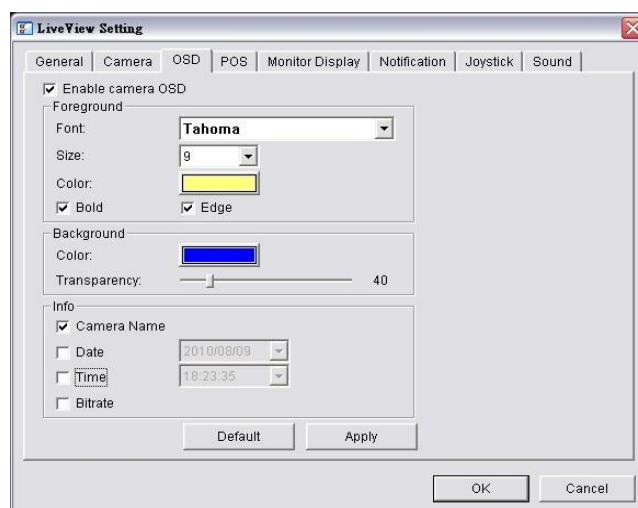 LiveView Setting
General Camera OSD POS Monitor Display Notification Joystick Sound
Enable camera OSD
Foreground
Font: Tahoma
Size: 9
Color:
Bold Edge
Background
Color:
Transparency: 40
Info
Camera Name
Date 2010/08/09
Time 18:23:35
Bitrate
Default Apply
OK Cancel